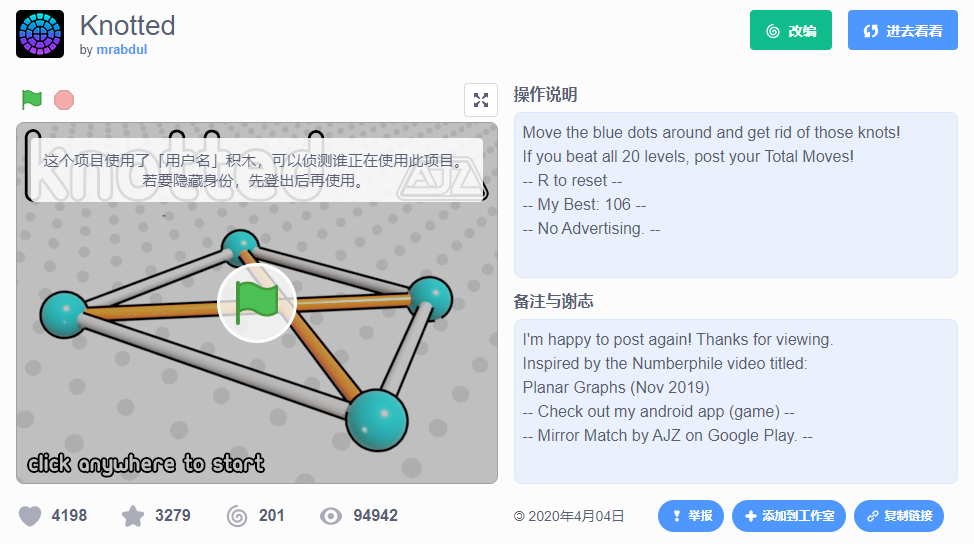 Knotted
by mrabdul
改编
进去看看
操作说明
Move the blue dots around and get rid of those knots!
If you beat all 20 levels, post your Total Moves!
-- R to reset --
-- My Best: 106 --
-- No Advertising. --
knotted
AJA
这个项目使用了「用户名」积木，可以侦测谁正在使用此项目。
若要隐藏身份，先登出后再使用。
click anywhere to start
备注与谢志
I'm happy to post again! Thanks for viewing.
Inspired by the Numberphile video titled:
Planar Graphs (Nov 2019)
-- Check out my android app (game) --
-- Mirror Match by AJZ on Google Play. --
4198
3279
201
94942
© 2020年4月04日
举报
添加到工作室
复制链接